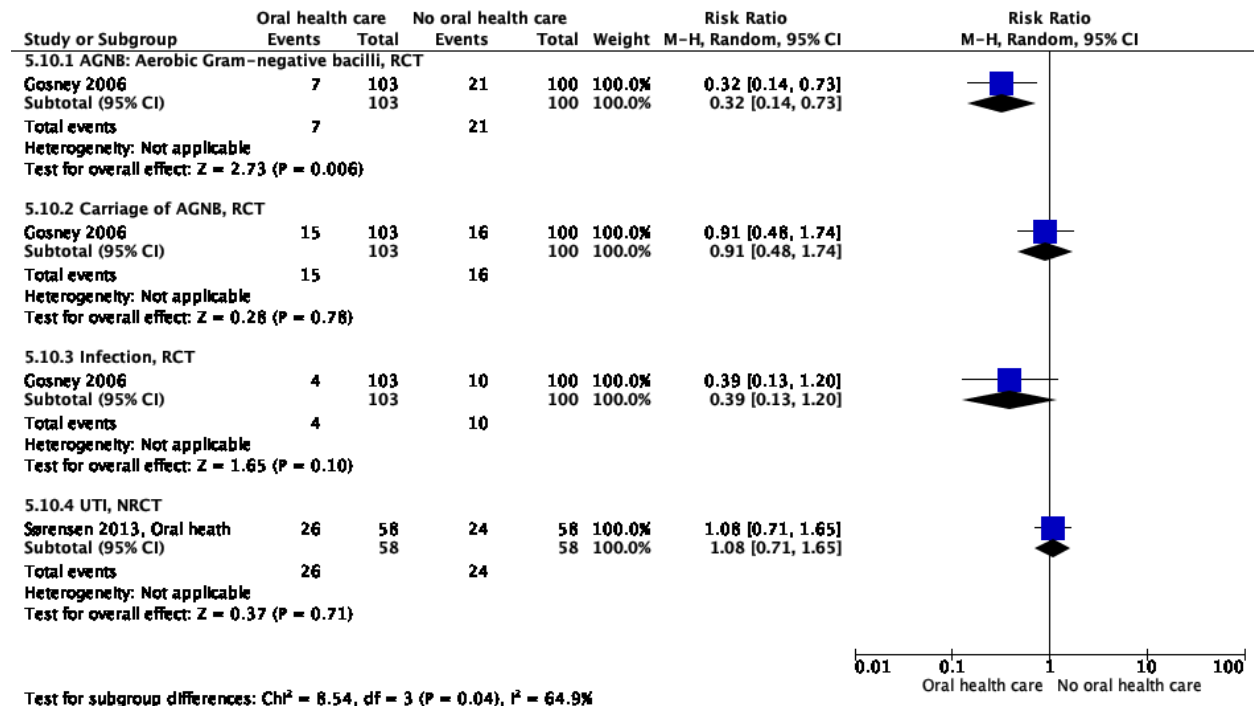 Oral health care No oral health care Risk Ratio Risk Ratio
Study or Subgroup Events Total Events Total Weight M-H, Random, 95% CI M-H, Random, 95% CI
5.10.1 AGNB: Aerobic Gram-negative bacilli, RCT
Gosney 2006 7 103 21 100 100.0% 0.32 [0.14, 0.73]
Subtotal (95% CI) 103 100 100.0% 0.32 [0.14, 0.73]
Total events 7 21
Heterogeneity: Not applicable
Test for overall effect: Z = 2.73 (P = 0.006)
5.10.2 Carriage of AGNB, RCT
Gosney 2006 15 103 16 100 100.0% 0.91 [0.48, 1.74]
Subtotal (95% CI) 103 100 100.0% 0.91 [0.48, 1.74]
Total events 15 16
Heterogeneity: Not applicable
Test for overall effect: Z = 0.28 (P = 0.78)
5.10.3 Infection, RCT
Gosney 2006 4 103 10 100 100.0% 0.39 [0.13, 1.20]
Subtotal (95% CI) 103 100 100.0% 0.39 [0.13, 1.20]
Total events 4 10
Heterogeneity: Not applicable
Test for overall effect: Z = 1.65 (P = 0.10)
5.10.4 UTI, NRCT
Sørensen 2013, Oral heath 26 58 24 58 100.0% 1.08 [0.71, 1.65]
Subtotal (95% CI) 58 58 100.0% 1.08 [0.71, 1.65]
Total events 26 24
Heterogeneity: Not applicable
Test for overall effect: Z = 0.37 (P = 0.71)
0.01 0.1 1 10 100
Oral health care No oral health care
Test for subgroup differences: Chi² = 8.54, df = 3 (P = 0.04), I² = 64.9%